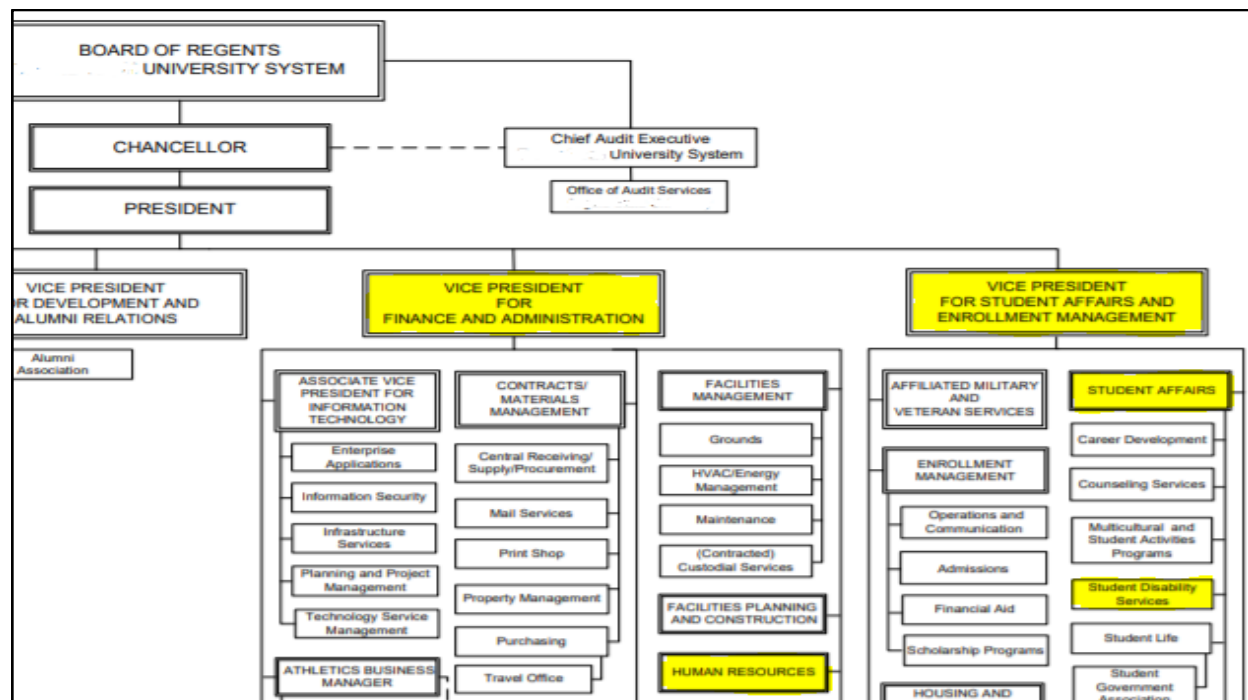 BOARD OF REGENTS
UNIVERSITY SYSTEM
CHANCELLOR
Chief Audit Executive
University System
Office of Audit Services
PRESIDENT
VICE PRESIDENT
DEVELOPMENT AND
ALUMNI RELATIONS
Alumni
Association
VICE PRESIDENT
FOR
FINANCE AND ADMINISTRATION
ASSOCIATE VICE
PRESIDENT FOR
INFORMATION
TECHNOLOGY
Enterprise
Applications
Information Security
Infrastructure
Services
Planning and Project
Management
Technology Service
Management
ATHLETICS BUSINESS
MANAGER
CONTRACTS/
MATERIALS
MANAGEMENT
Central Receiving/
Supply/Procurement
Mail Services
Print Shop
Property Management
Purchasing
Travel Office
FACILITIES
MANAGEMENT
Grounds
HVAC/Energy
Management
Maintenance
(Contracted)
Custodial Services
FACILITIES PLANNING
AND CONSTRUCTION
HUMAN RESOURCES
VICE PRESIDENT
FOR STUDENT AFFAIRS AND
ENROLLMENT MANAGEMENT
AFFILIATED MILITARY
AND
VETERAN SERVICES
ENROLLMENT
MANAGEMENT
Operations and
Communication
Admissions
Financial Aid
Scholarship Programs
HOUSING AND
STUDENT AFFAIRS
Career Development
Counseling Services
Multicultural and
Student Activities
Programs
Student Disability
Services
Student Life
Student
Government
Association